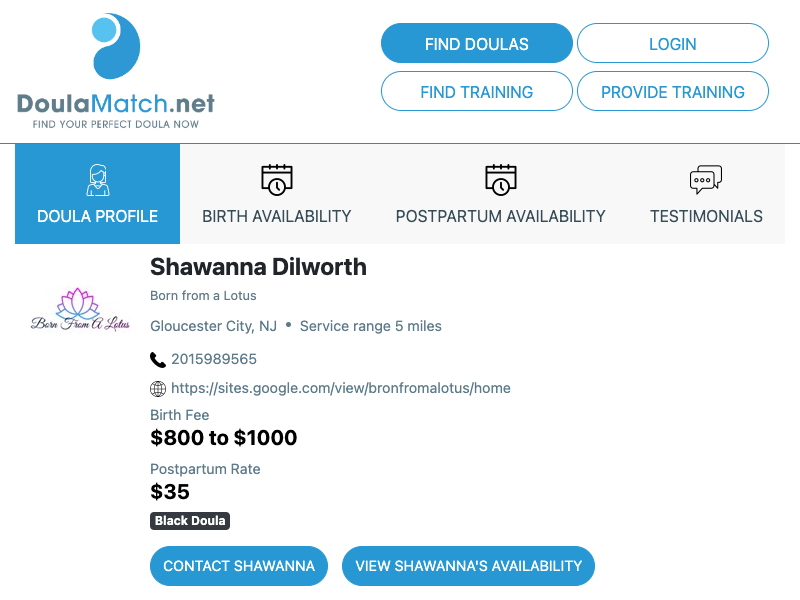 DoulaMatch.net
FIND YOUR PERFECT DOULA NOW
FIND DOULAS
LOGIN
FIND TRAINING
PROVIDE TRAINING
DOULA PROFILE
BIRTH AVAILABILITY
POSTPARTUM AVAILABILITY
TESTIMONIALS
Born From A Lotus
Shawanna Dilworth
Born from a Lotus
Gloucester City, NJ • Service range 5 miles
2015989565
https://sites.google.com/view/bronfromalotus/home
Birth Fee
$800 to $1000
Postpartum Rate
$35
Black Doula
CONTACT SHAWANNA
VIEW SHAWANNA'S AVAILABILITY